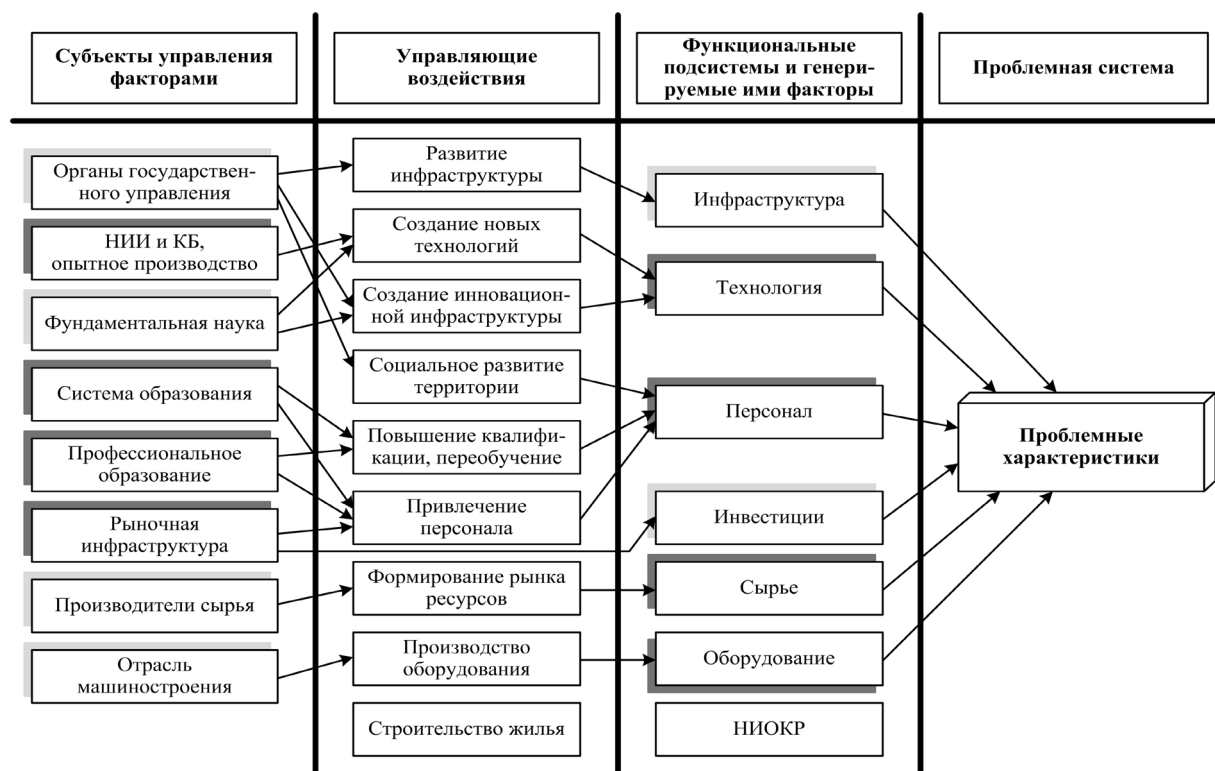 Субъекты управления
факторами
Управляющие
воздействия
Функциональные
подсистемы и генери-
руемые ими факторы
Проблемная система
Органы государствен-
ного управления
НИИ и КБ,
опытное производство
Фундаментальная наука
Система образования
Профессиональное
образование
Рыночная
инфраструктура
Производители сырья
Отрасль
машиностроения
Развитие
инфраструктуры
Создание новых
технологий
Создание инновацион-
ной инфраструктуры
Социальное развитие
территории
Повышение квалифи-
кации, переобучение
Привлечение
персонала
Формирование рынка
ресурсов
Производство
оборудования
Строительство жилья
Инфраструктура
Технология
Персонал
Инвестиции
Сырье
Оборудование
НИОКР
Проблемные
характеристики